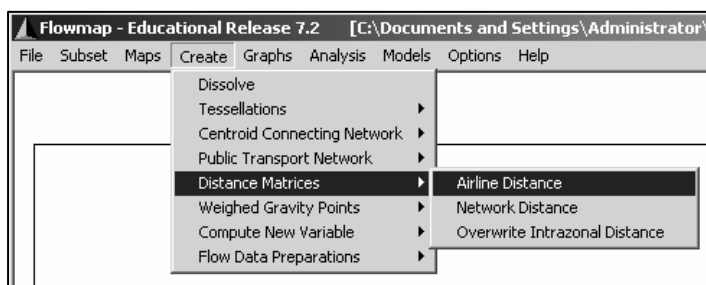 Flowmap - Educational Release 7.2 [C:\Documents and Settings\Administrator\
File Subset Maps Create Graphs Analysis Models Options Help
Dissolve
Tessellations
Centroid Connecting Network
Public Transport Network
Distance Matrices
Airline Distance
Weighed Gravity Points
Network Distance
Compute New Variable
Overwrite Intrazonal Distance
Flow Data Preparations